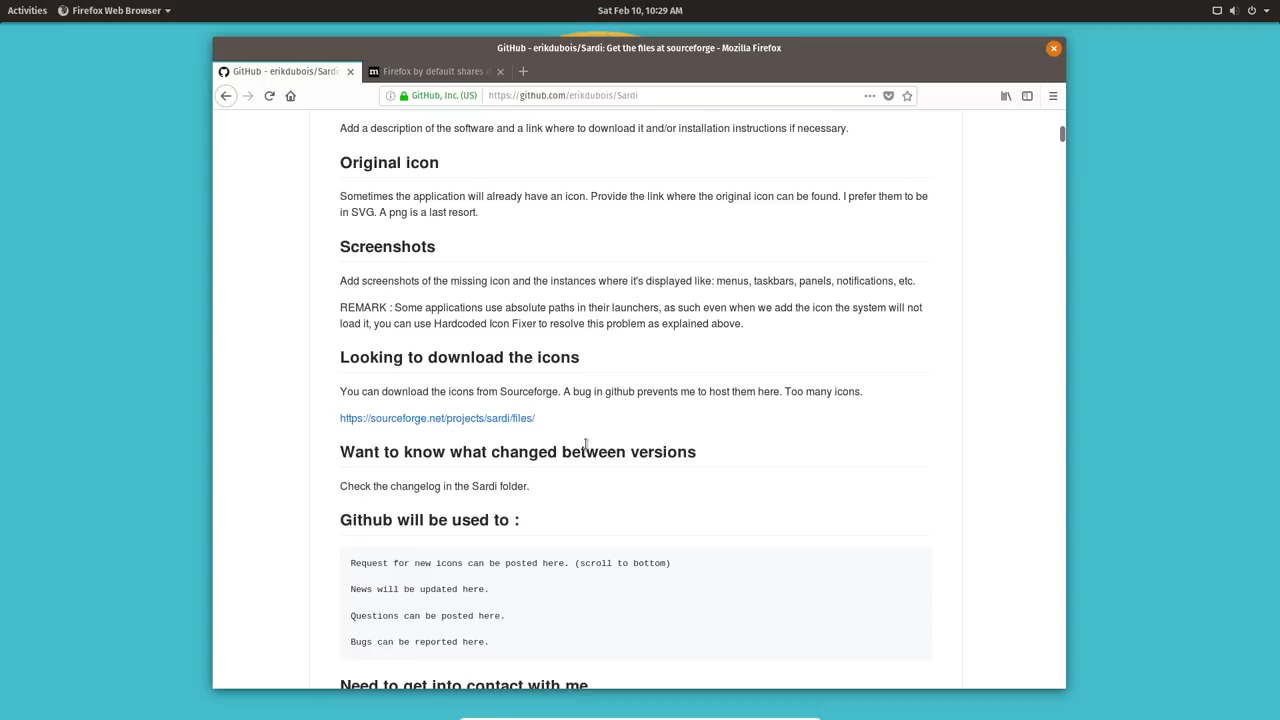 Activities
Firefox Web Browser
Sat Feb 10, 10:29 AM
GitHub - erikdubois/Sardi: Get the files at sourceforge - Mozilla Firefox
GitHub - erikdubois/Sardi
m Firefox by default shares
GitHub, Inc. (US)
https://github.com/erikdubois/Sardi
Add a description of the software and a link where to download it and/or installation instructions if necessary.
Original icon
Sometimes the application will already have an icon. Provide the link where the original icon can be found. I prefer them to be
in SVG. A png is a last resort.
Screenshots
Add screenshots of the missing icon and the instances where it's displayed like: menus, taskbars, panels, notifications, etc.
REMARK : Some applications use absolute paths in their launchers, as such even when we add the icon the system will not
load it, you can use Hardcoded Icon Fixer to resolve this problem as explained above.
Looking to download the icons
You can download the icons from Sourceforge. A bug in github prevents me to host them here. Too many icons.
https://sourceforge.net/projects/sardi/files/
Want to know what changed between versions
Check the changelog in the Sardi folder.
Github will be used to :
Request for new icons can be posted here. (scroll to bottom)
News will be updated here.
Questions can be posted here.
Bugs can be reported here.
Need to get into contact with me